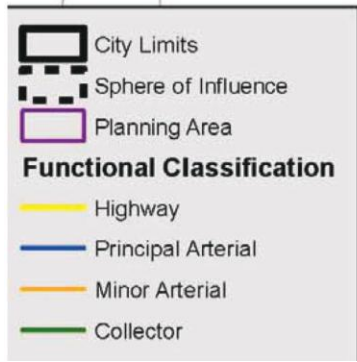 City Limits
Sphere of Influence
Planning Area
Functional Classification
Highway
Principal Arterial
Minor Arterial
Collector